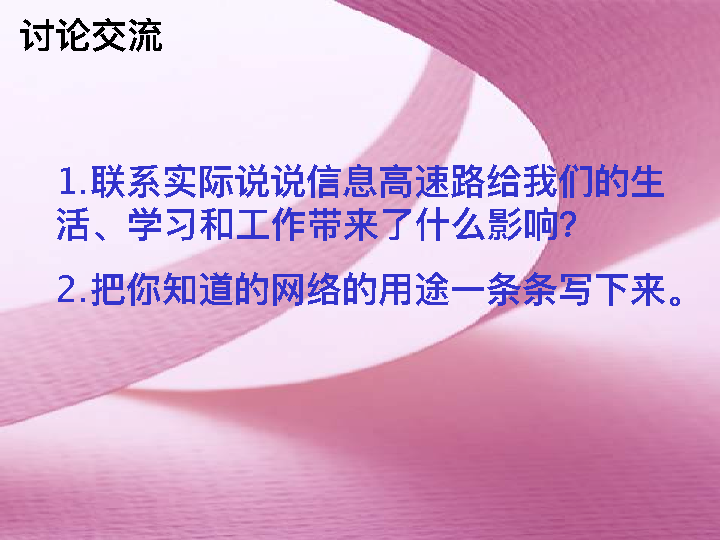 讨论交流
1.联系实际说说信息高速路给我们的生
活、学习和工作带来了什么影响?
2.把你知道的网络的用途一条条写下来。